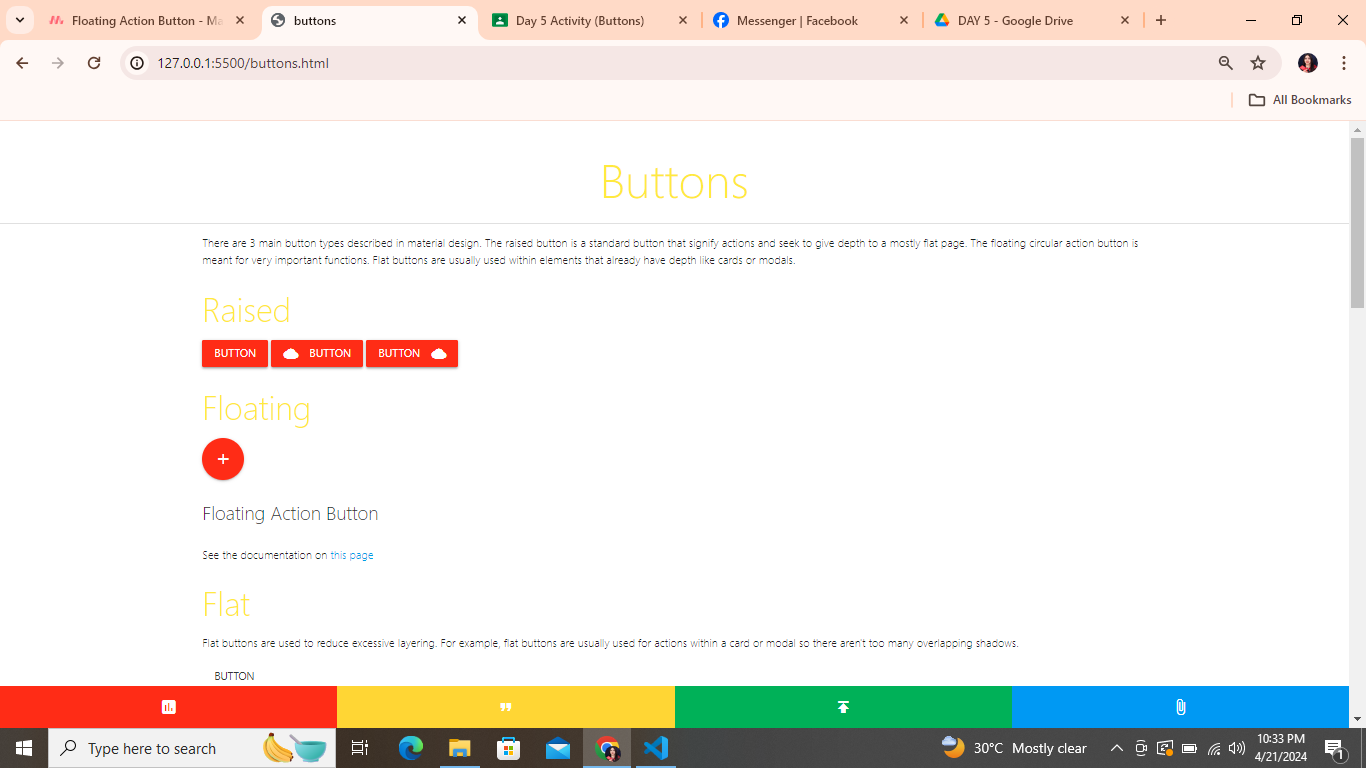 Floating Action Button - Ma
buttons
Day 5 Activity (Buttons)
Messenger | Facebook
DAY 5 - Google Drive
127.0.0.1:5500/buttons.html
All Bookmarks
Buttons
There are 3 main button types described in material design. The raised button is a standard button that signify actions and seek to give depth to a mostly flat page. The floating circular action button is
meant for very important functions. Flat buttons are usually used within elements that already have depth like cards or modals.
Raised
BUTTON BUTTON BUTTON
Floating
Floating Action Button
See the documentation on this page
Flat
Flat buttons are used to reduce excessive layering. For example, flat buttons are usually used for actions within a card or modal so there aren't too many overlapping shadows.
BUTTON
Type here to search
30°C Mostly clear
10:33 PM
4/21/2024
1